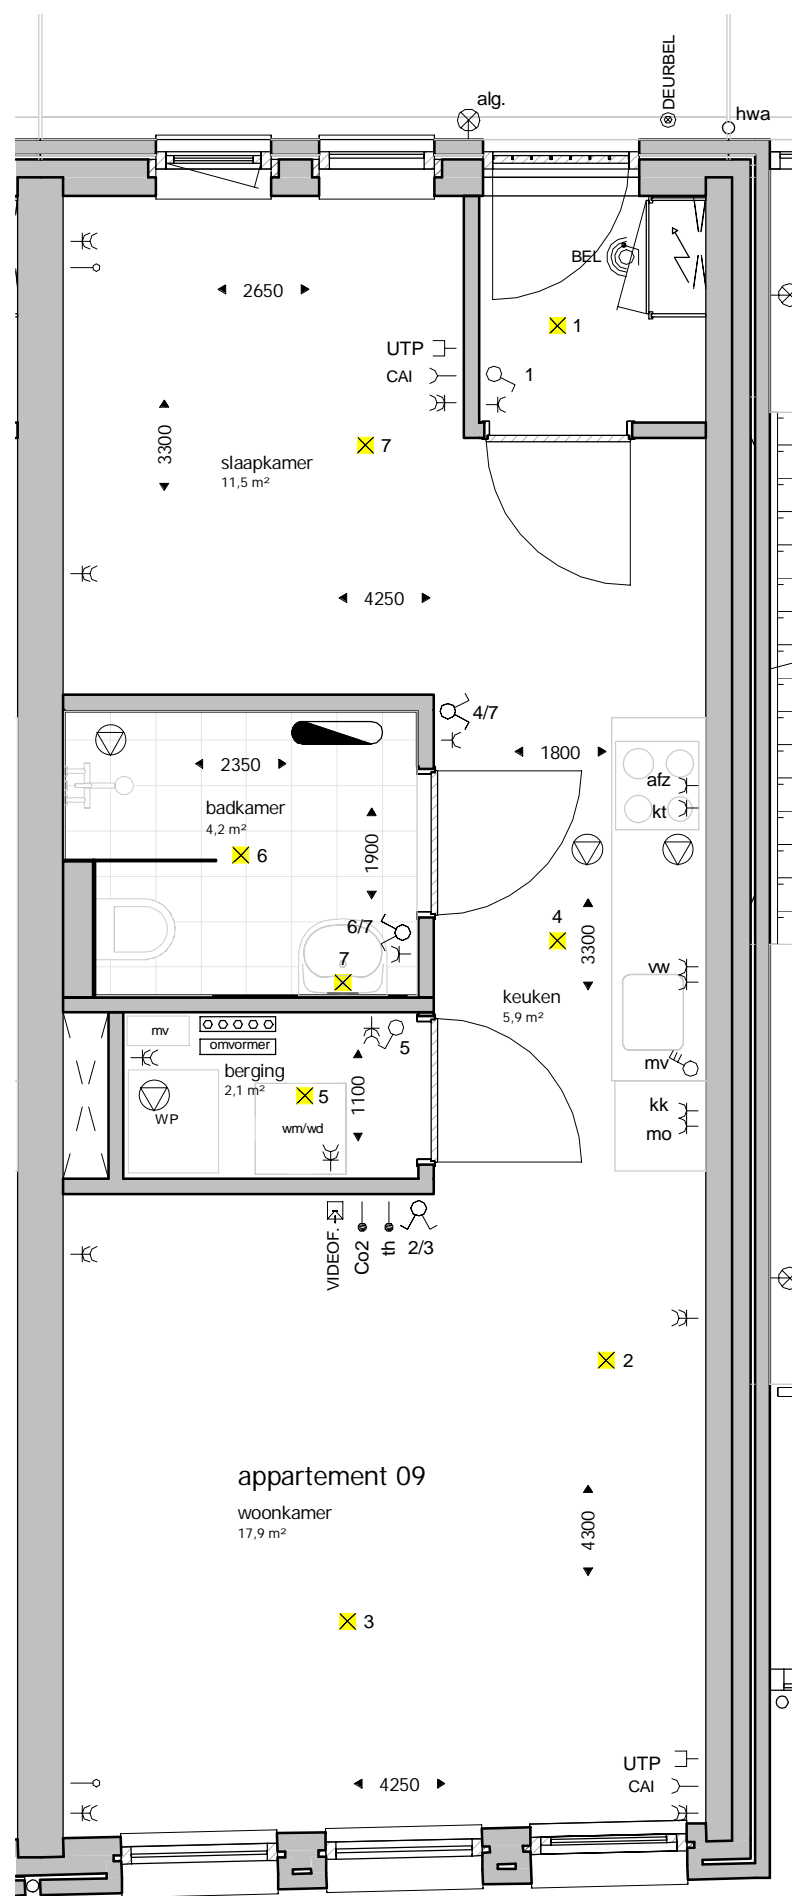 DEURBEL
alg.
hwa
BEL
2650
1
UTP
CAI
1
3300
7
slaapkamer
11,5 m²
4250
4/7
1800
2350
afz
kt
badkamer
4,2 m²
1900
6
6/7
7
4
3300
vw
keuken
5,9 m²
mv
omvormer
5
berging
2,1 m²
mv
5
1100
WP
wm/wd
kk
mo
VIDEOF.
Co2
th
2/3
2
appartement 09
woonkamer
17,9 m²
4300
3
UTP
CAI
4250